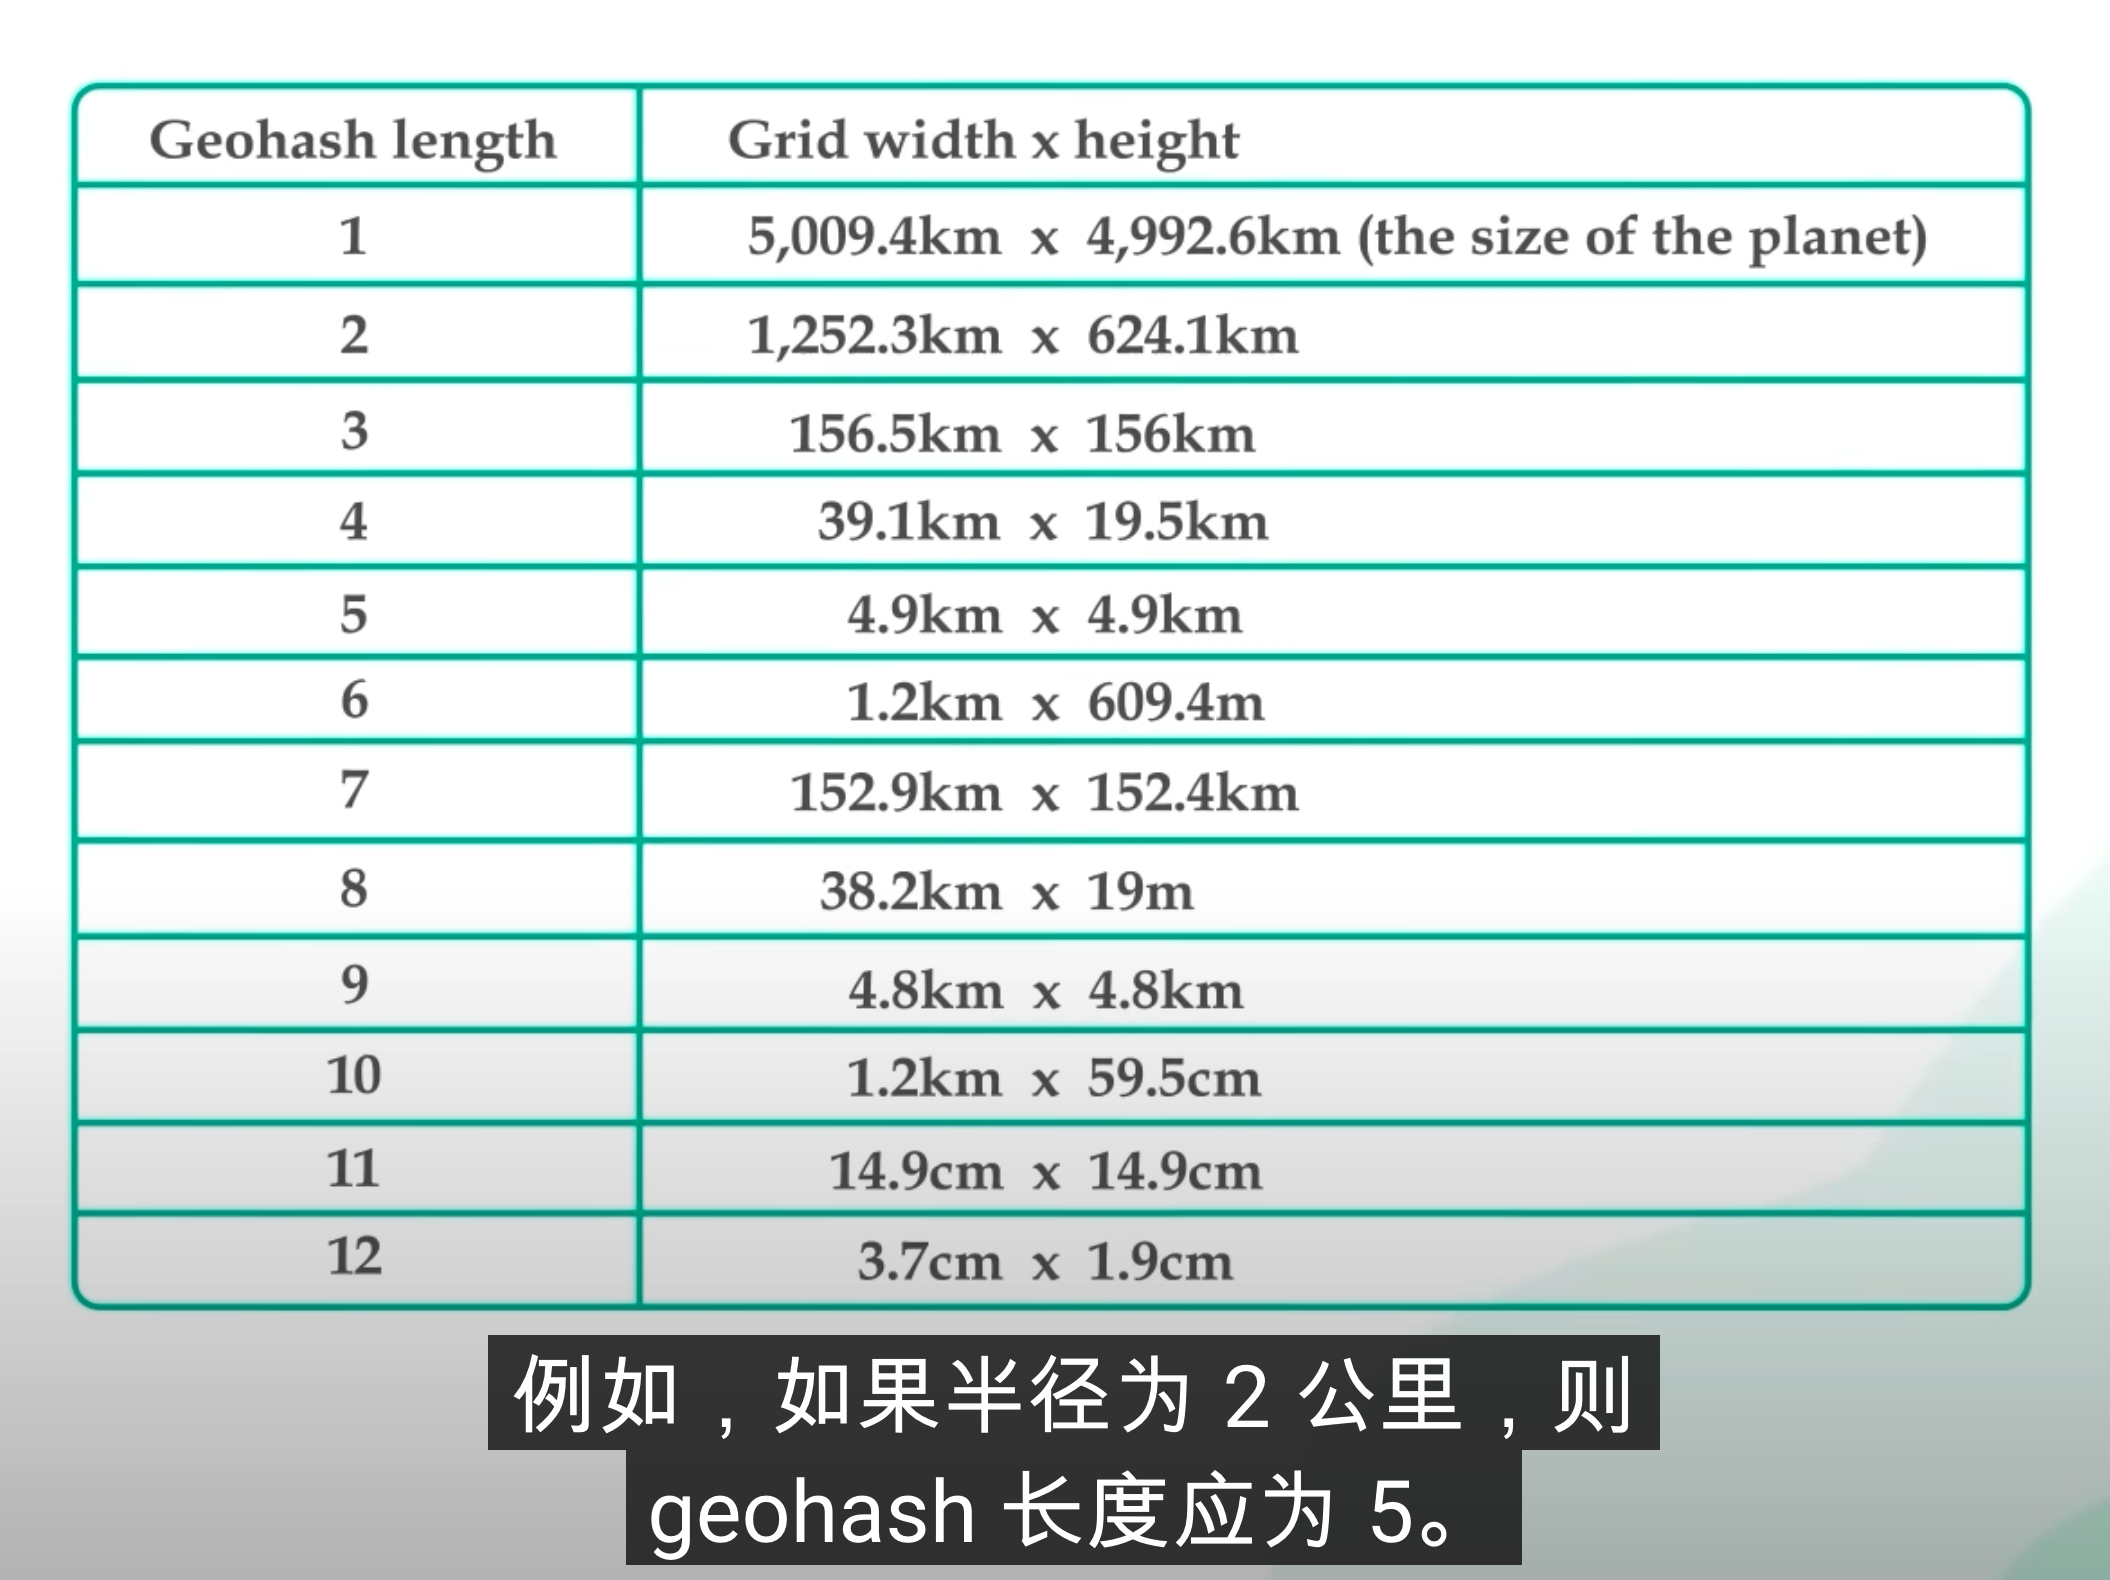 Geohash length Grid width x height
1 5,009.4km x 4,992.6km (the size of the planet)
2 1,252.3km x 624.1km
3 156.5km x 156km
4 39.1km x 19.5km
5 4.9km x 4.9km
6 1.2km x 609.4m
7 152.9km x 152.4km
8 38.2km x 19m
9 4.8km x 4.8km
10 1.2km x 59.5cm
11 14.9cm x 14.9cm
12 3.7cm x 1.9cm
例如，如果半径为 2 公里，则
geohash 长度应为 5。